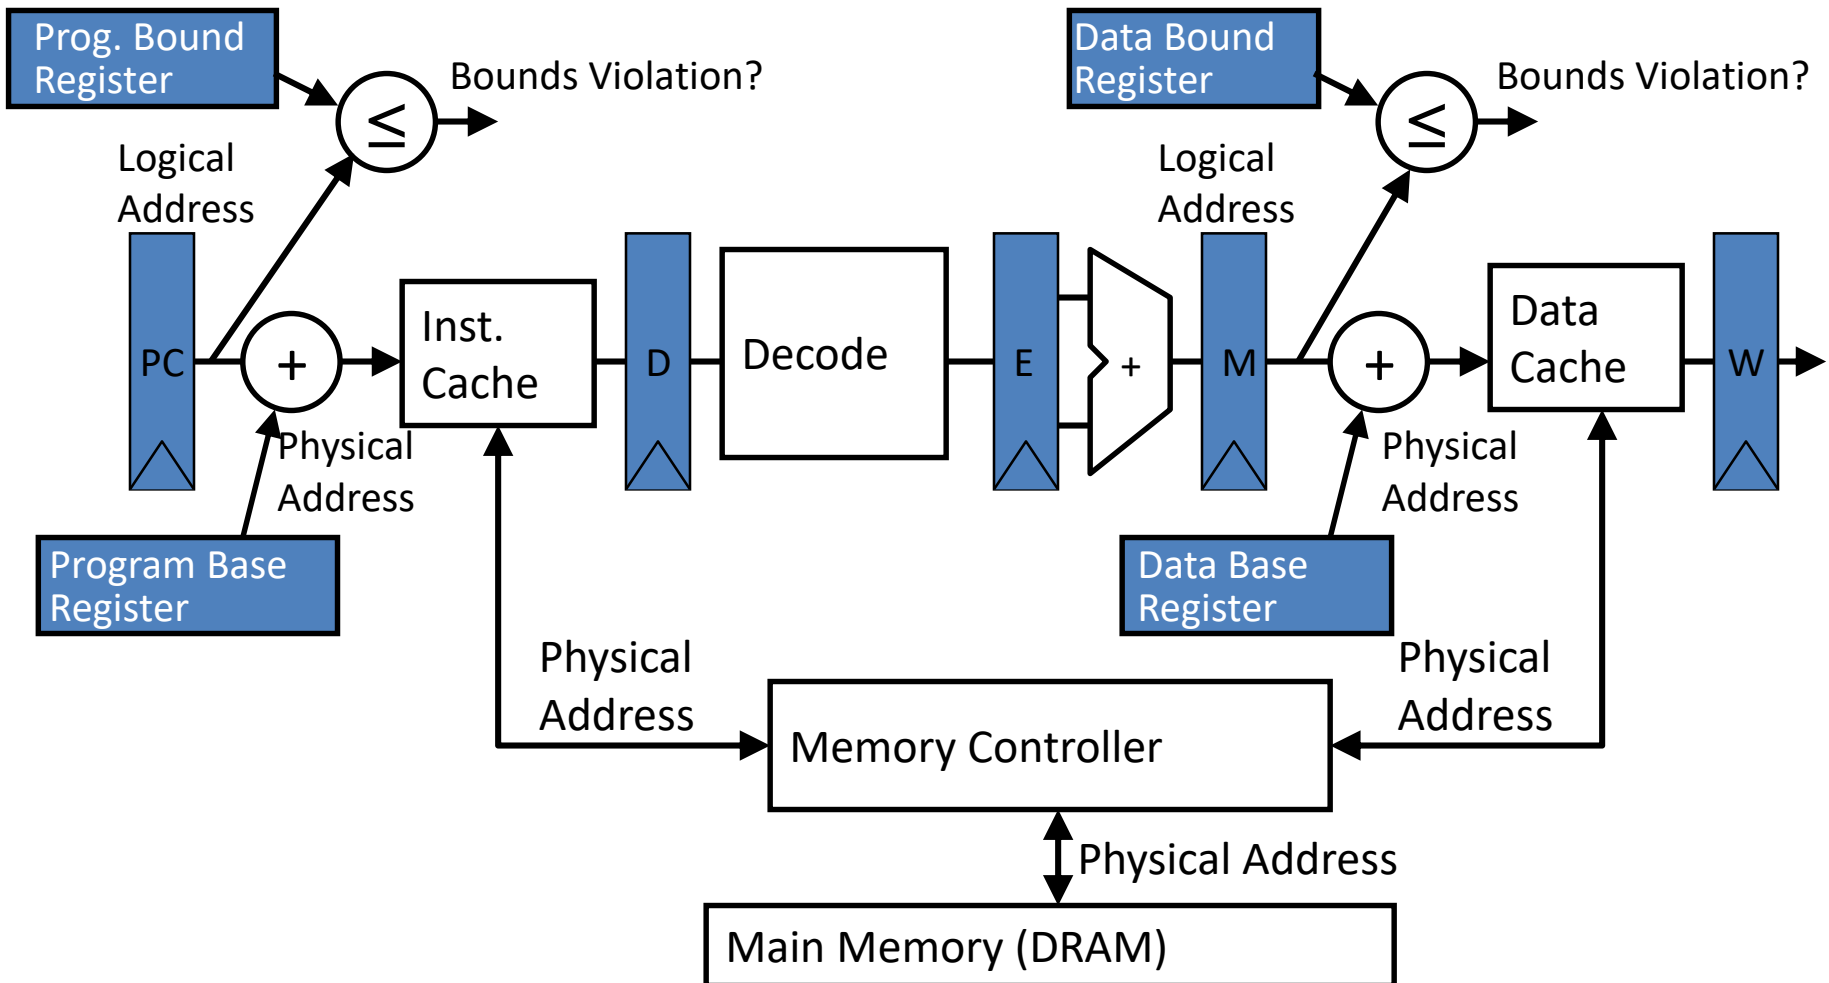 Prog. Bound
Register
Bounds Violation?
≤
Logical
Address
Data Bound
Register
Bounds Violation?
≤
Logical
Address
PC
+
Inst.
Cache
D
Decode
E
+
M
+
Data
Cache
W
Physical
Address
Physical
Address
Program Base
Register
Data Base
Register
Physical
Address
Physical
Address
Memory Controller
Physical Address
Main Memory (DRAM)